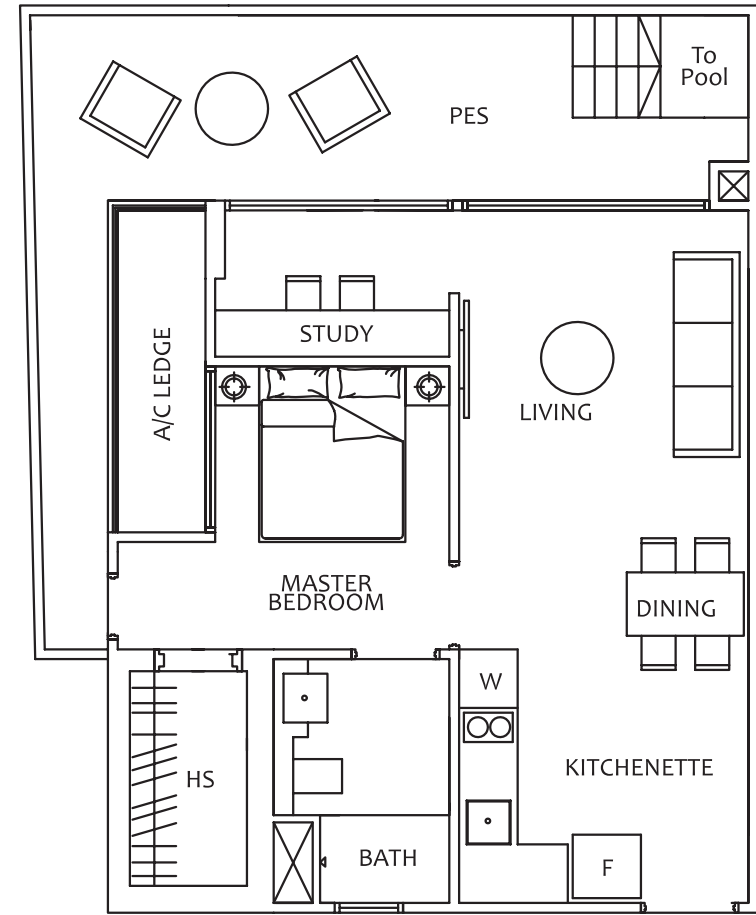 To
Pool
PES
STUDY
A/C LEDGE
LIVING
MASTER
BEDROOM
DINING
W
KITCHENETTE
HS
BATH
F